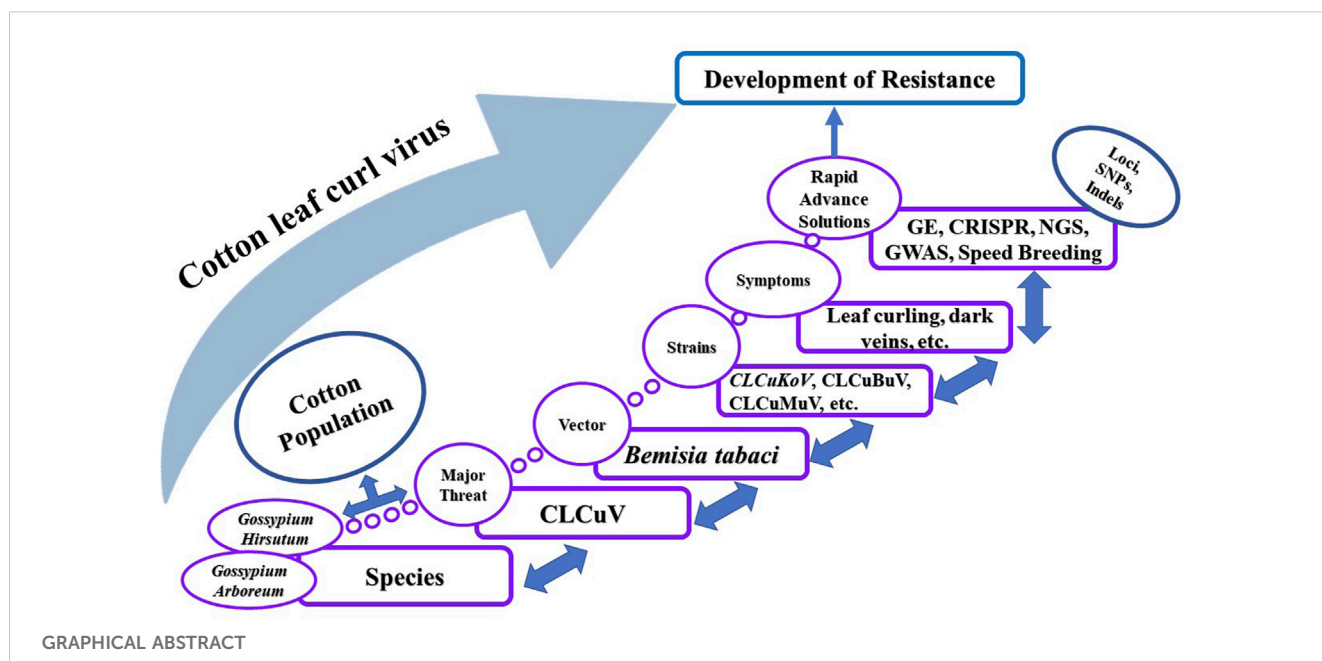 Development of Resistance
Cotton leaf curl virus
Loci,
SNPs,
Indels
Rapid
Advance
Solutions
GE, CRISPR, NGS,
GWAS, Speed Breeding
Symptoms
Leaf curling, dark
veins, etc.
Strains
CLCuKoV, CLCuBuV,
CLCuMuV, etc.
Cotton
Population
Vector
Bemisia tabaci
Major
Threat
CLCuV
Gossypium
Hirsutum
Gossypium
Arboreum
Species
GRAPHICAL ABSTRACT